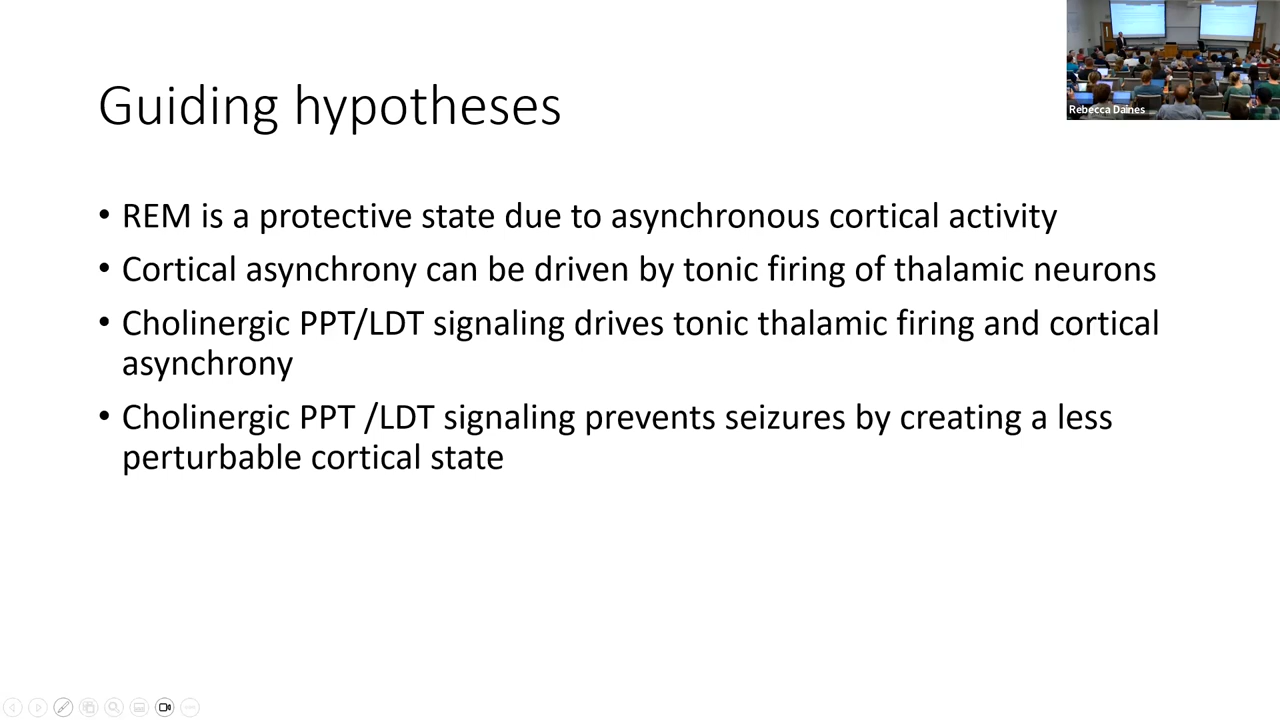 Guiding hypotheses
Rebecca Daines
• REM is a protective state due to asynchronous cortical activity
• Cortical asynchrony can be driven by tonic firing of thalamic neurons
• Cholinergic PPT/LDT signaling drives tonic thalamic firing and cortical
asynchrony
• Cholinergic PPT /LDT signaling prevents seizures by creating a less
perturbable cortical state